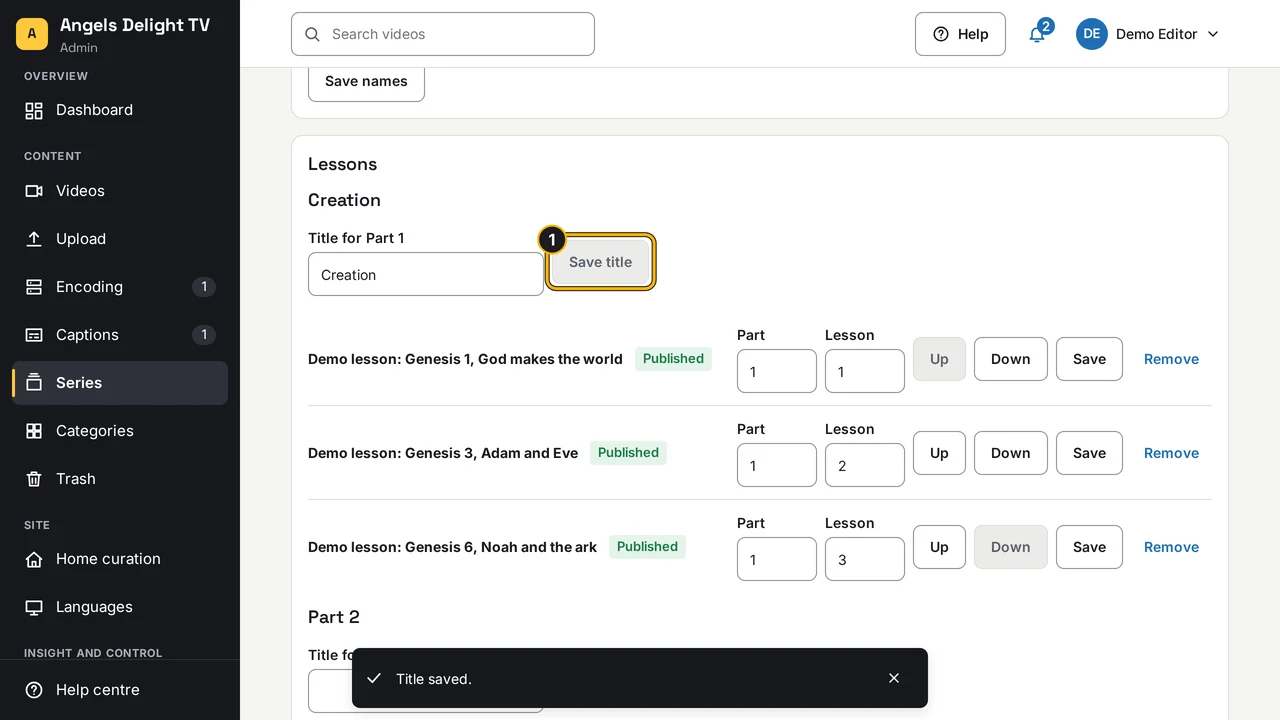 A
Angels Delight TV
Admin
OVERVIEW
Dashboard
CONTENT
Videos
Upload
Encoding 1
Captions 1
Series
Categories
Trash
SITE
Home curation
Languages
INSIGHT AND CONTROL
Help centre
Search videos
Help
2
DE Demo Editor
Save names
Lessons
Creation
Title for Part 1
Creation
1
Save title
Demo lesson: Genesis 1, God makes the world Published
Part
1
Lesson
1
Up Down Save Remove
Demo lesson: Genesis 3, Adam and Eve Published
Part
1
Lesson
2
Up Down Save Remove
Demo lesson: Genesis 6, Noah and the ark Published
Part
1
Lesson
3
Up Down Save Remove
Part 2
Title
Title saved.